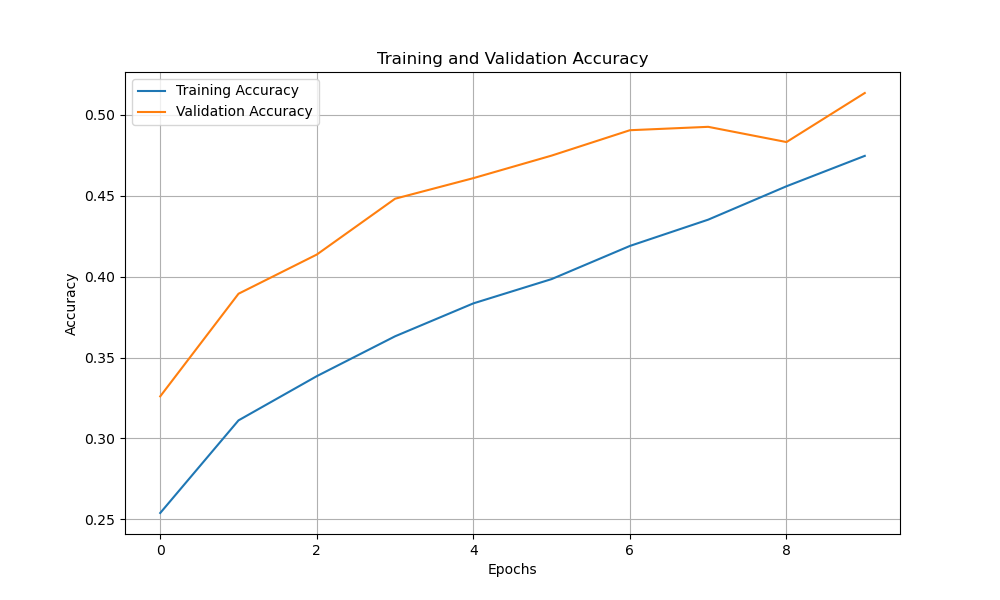 Training and Validation Accuracy
Training Accuracy
Validation Accuracy
0.50
0.45
0.40
0.35
0.30
0.25
Accuracy
0 2 4 6 8
Epochs